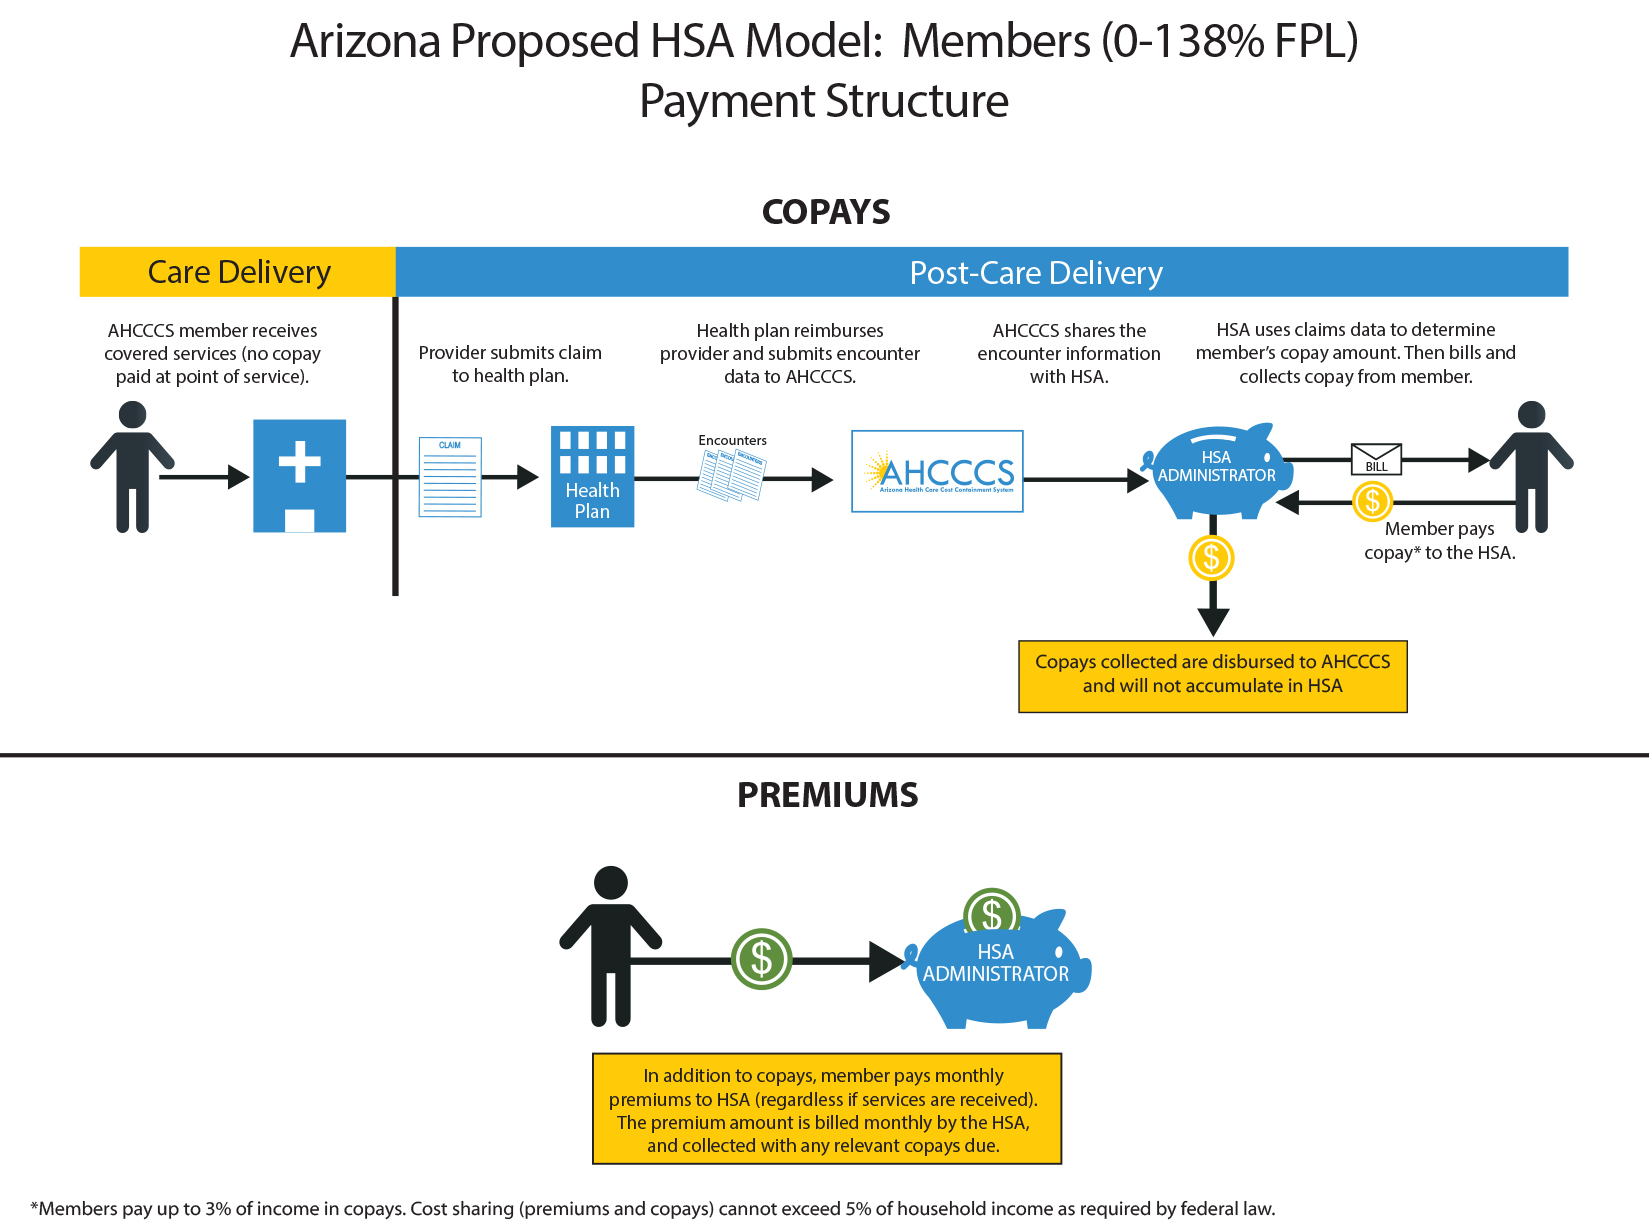 Arizona Proposed HSA Model:  Members (0-138% FPL)
Payment Structure
COPAYS
Care Delivery
Post-Care Delivery
AHCCCS member receives
covered services (no copay
paid at point of service).
Provider submits claim
to health plan.
Health plan reimburses
provider and submits encounter
data to AHCCCS.
AHCCCS shares the
encounter information
with HSA.
HSA uses claims data to determine
member's copay amount. Then bills and
collects copay from member.
CLAIM
Health
Plan
Encounters
ENCOUNTERS
AHCCCS
Arizona Health Care Cost Containment System
HSA
ADMINISTRATOR
BILL
$
Member pays
copay* to the HSA.
$
Copays collected are disbursed to AHCCCS
and will not accumulate in HSA
PREMIUMS
$
$
HSA
ADMINISTRATOR
In addition to copays, member pays monthly
premiums to HSA (regardless if services are received).
The premium amount is billed monthly by the HSA,
and collected with any relevant copays due.
*Members pay up to 3% of income in copays. Cost sharing (premiums and copays) cannot exceed 5% of household income as required by federal law.